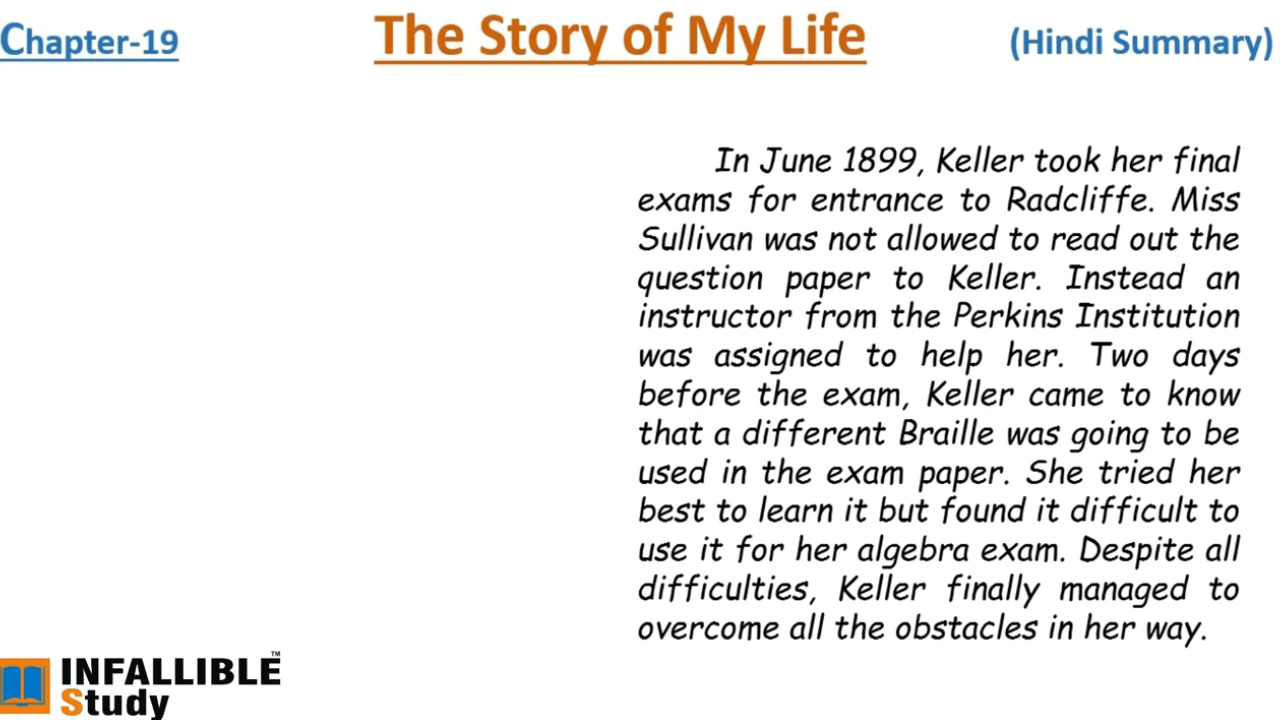 Chapter-19
The Story of My Life
(Hindi Summary)
In June 1899, Keller took her final
exams for entrance to Radcliffe. Miss
Sullivan was not allowed to read out the
question paper to Keller. Instead an
instructor from the Perkins Institution
was assigned to help her. Two days
before the exam, Keller came to know
that a different Braille was going to be
used in the exam paper. She tried her
best to learn it but found it difficult to
use it for her algebra exam. Despite all
difficulties, Keller finally managed to
overcome all the obstacles in her way.
INFALLIBLE™
Study